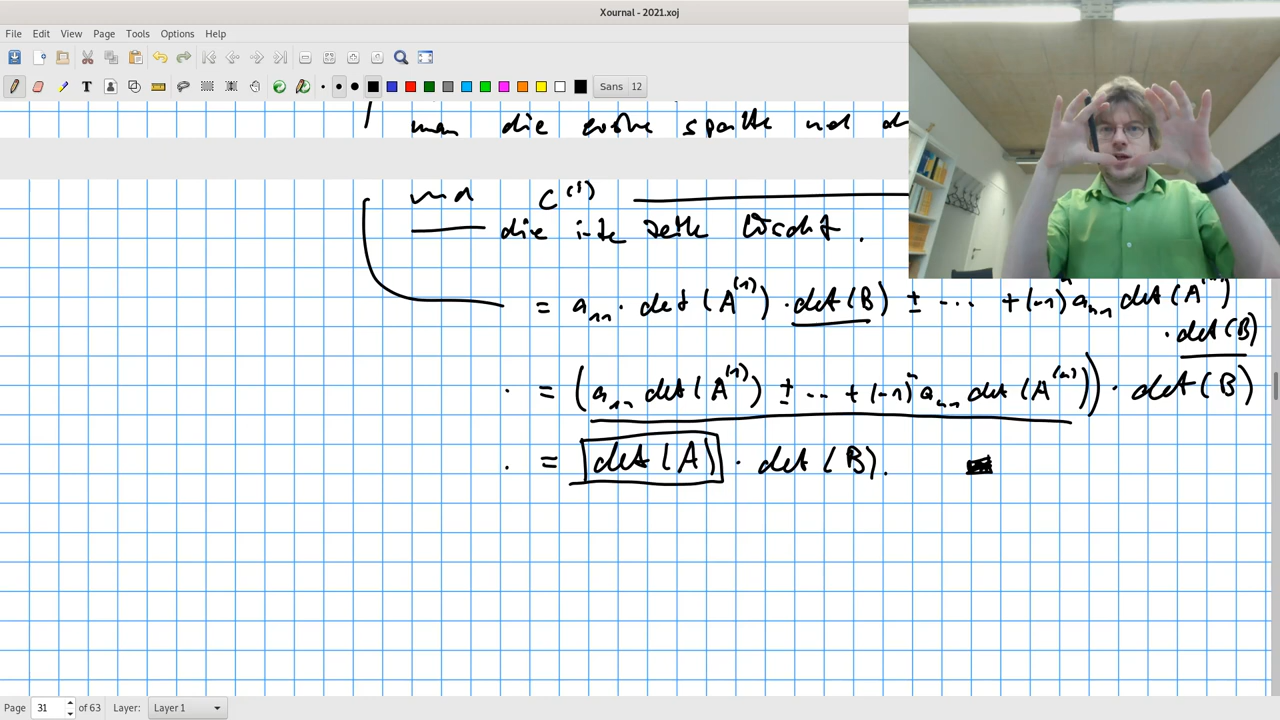 Xournal - 2021.xoj
File Edit View Page Tools Options Help
Sans 12
man die erste Spalte und
und C^(1)
die i-te Zeile löscht.
= a₁₁ · det(A^(1)) · det(B) ± ... + (-1)^n a_n1 det(A^(n))
· det(B)
. = (a₁₁ det(A^(1)) ± ... + (-1)^n a_n1 det(A^(n))) · det(B)
. = det(A) · det(B).
Page 31 of 63 Layer: Layer 1